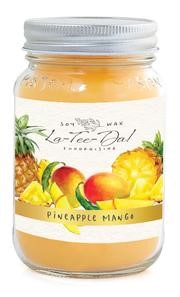 SOY WAX
La-Tee-Da!
FUNDRAISING
PINEAPPLE MANGO